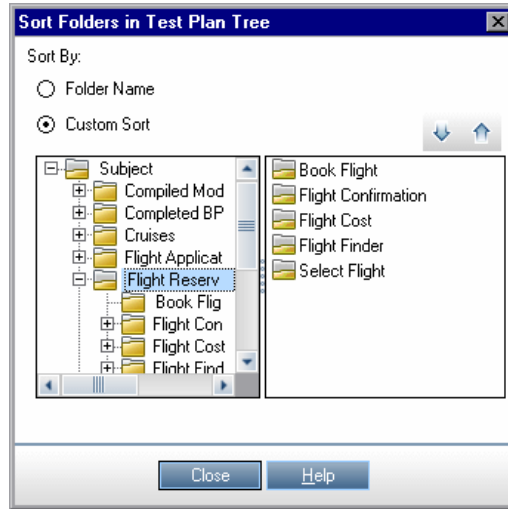 Sort Folders in Test Plan Tree
Sort By:
Folder Name
Custom Sort
Subject
Compiled Mod
Completed BP
Cruises
Flight Applicat
Flight Reserv
Book Flig
Flight Con
Flight Cost
Flight Find
Book Flight
Flight Confirmation
Flight Cost
Flight Finder
Select Flight
Close
Help